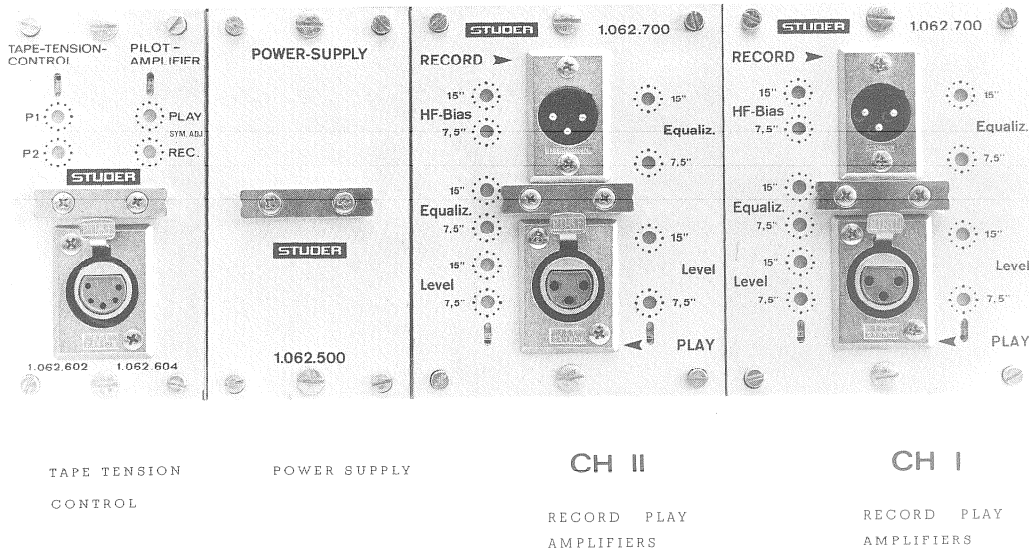 TAPE-TENSION-
CONTROL
PILOT-
AMPLIFIER
P1
PLAY
SYM. ADJ.
P2
REC.
STUDER
1.062.602
1.062.604
POWER-SUPPLY
STUDER
1.062.500
STUDER
1.062.700
RECORD
15"
HF-Bias
7,5"
15"
Equaliz.
7,5"
15"
Equaliz.
7,5"
15"
Level
7,5"
15"
Level
7,5"
PLAY
STUDER
1.062.700
RECORD
15"
HF-Bias
7,5"
15"
Equaliz.
7,5"
15"
Equaliz.
7,5"
15"
Level
7,5"
15"
Level
7,5"
PLAY
TAPE TENSION
CONTROL
POWER SUPPLY
CH II
RECORD PLAY
AMPLIFIERS
CH I
RECORD PLAY
AMPLIFIERS